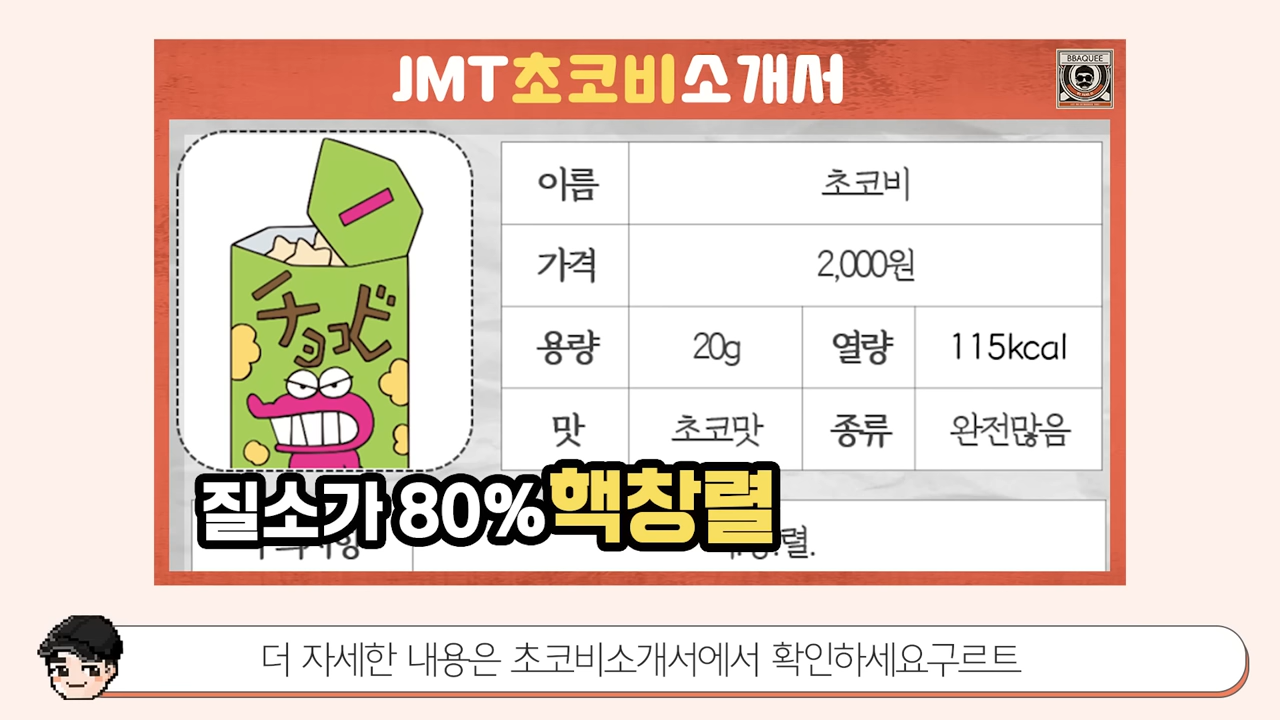 JMT초코비소개서
BBAQUEE
チョコビ
이름 초코비
가격 2,000원
용량 20g 열량 115kcal
맛 초코맛 종류 완전많음
질소가 80% 핵창렬
더 자세한 내용은 초코비소개서에서 확인하세요구르트